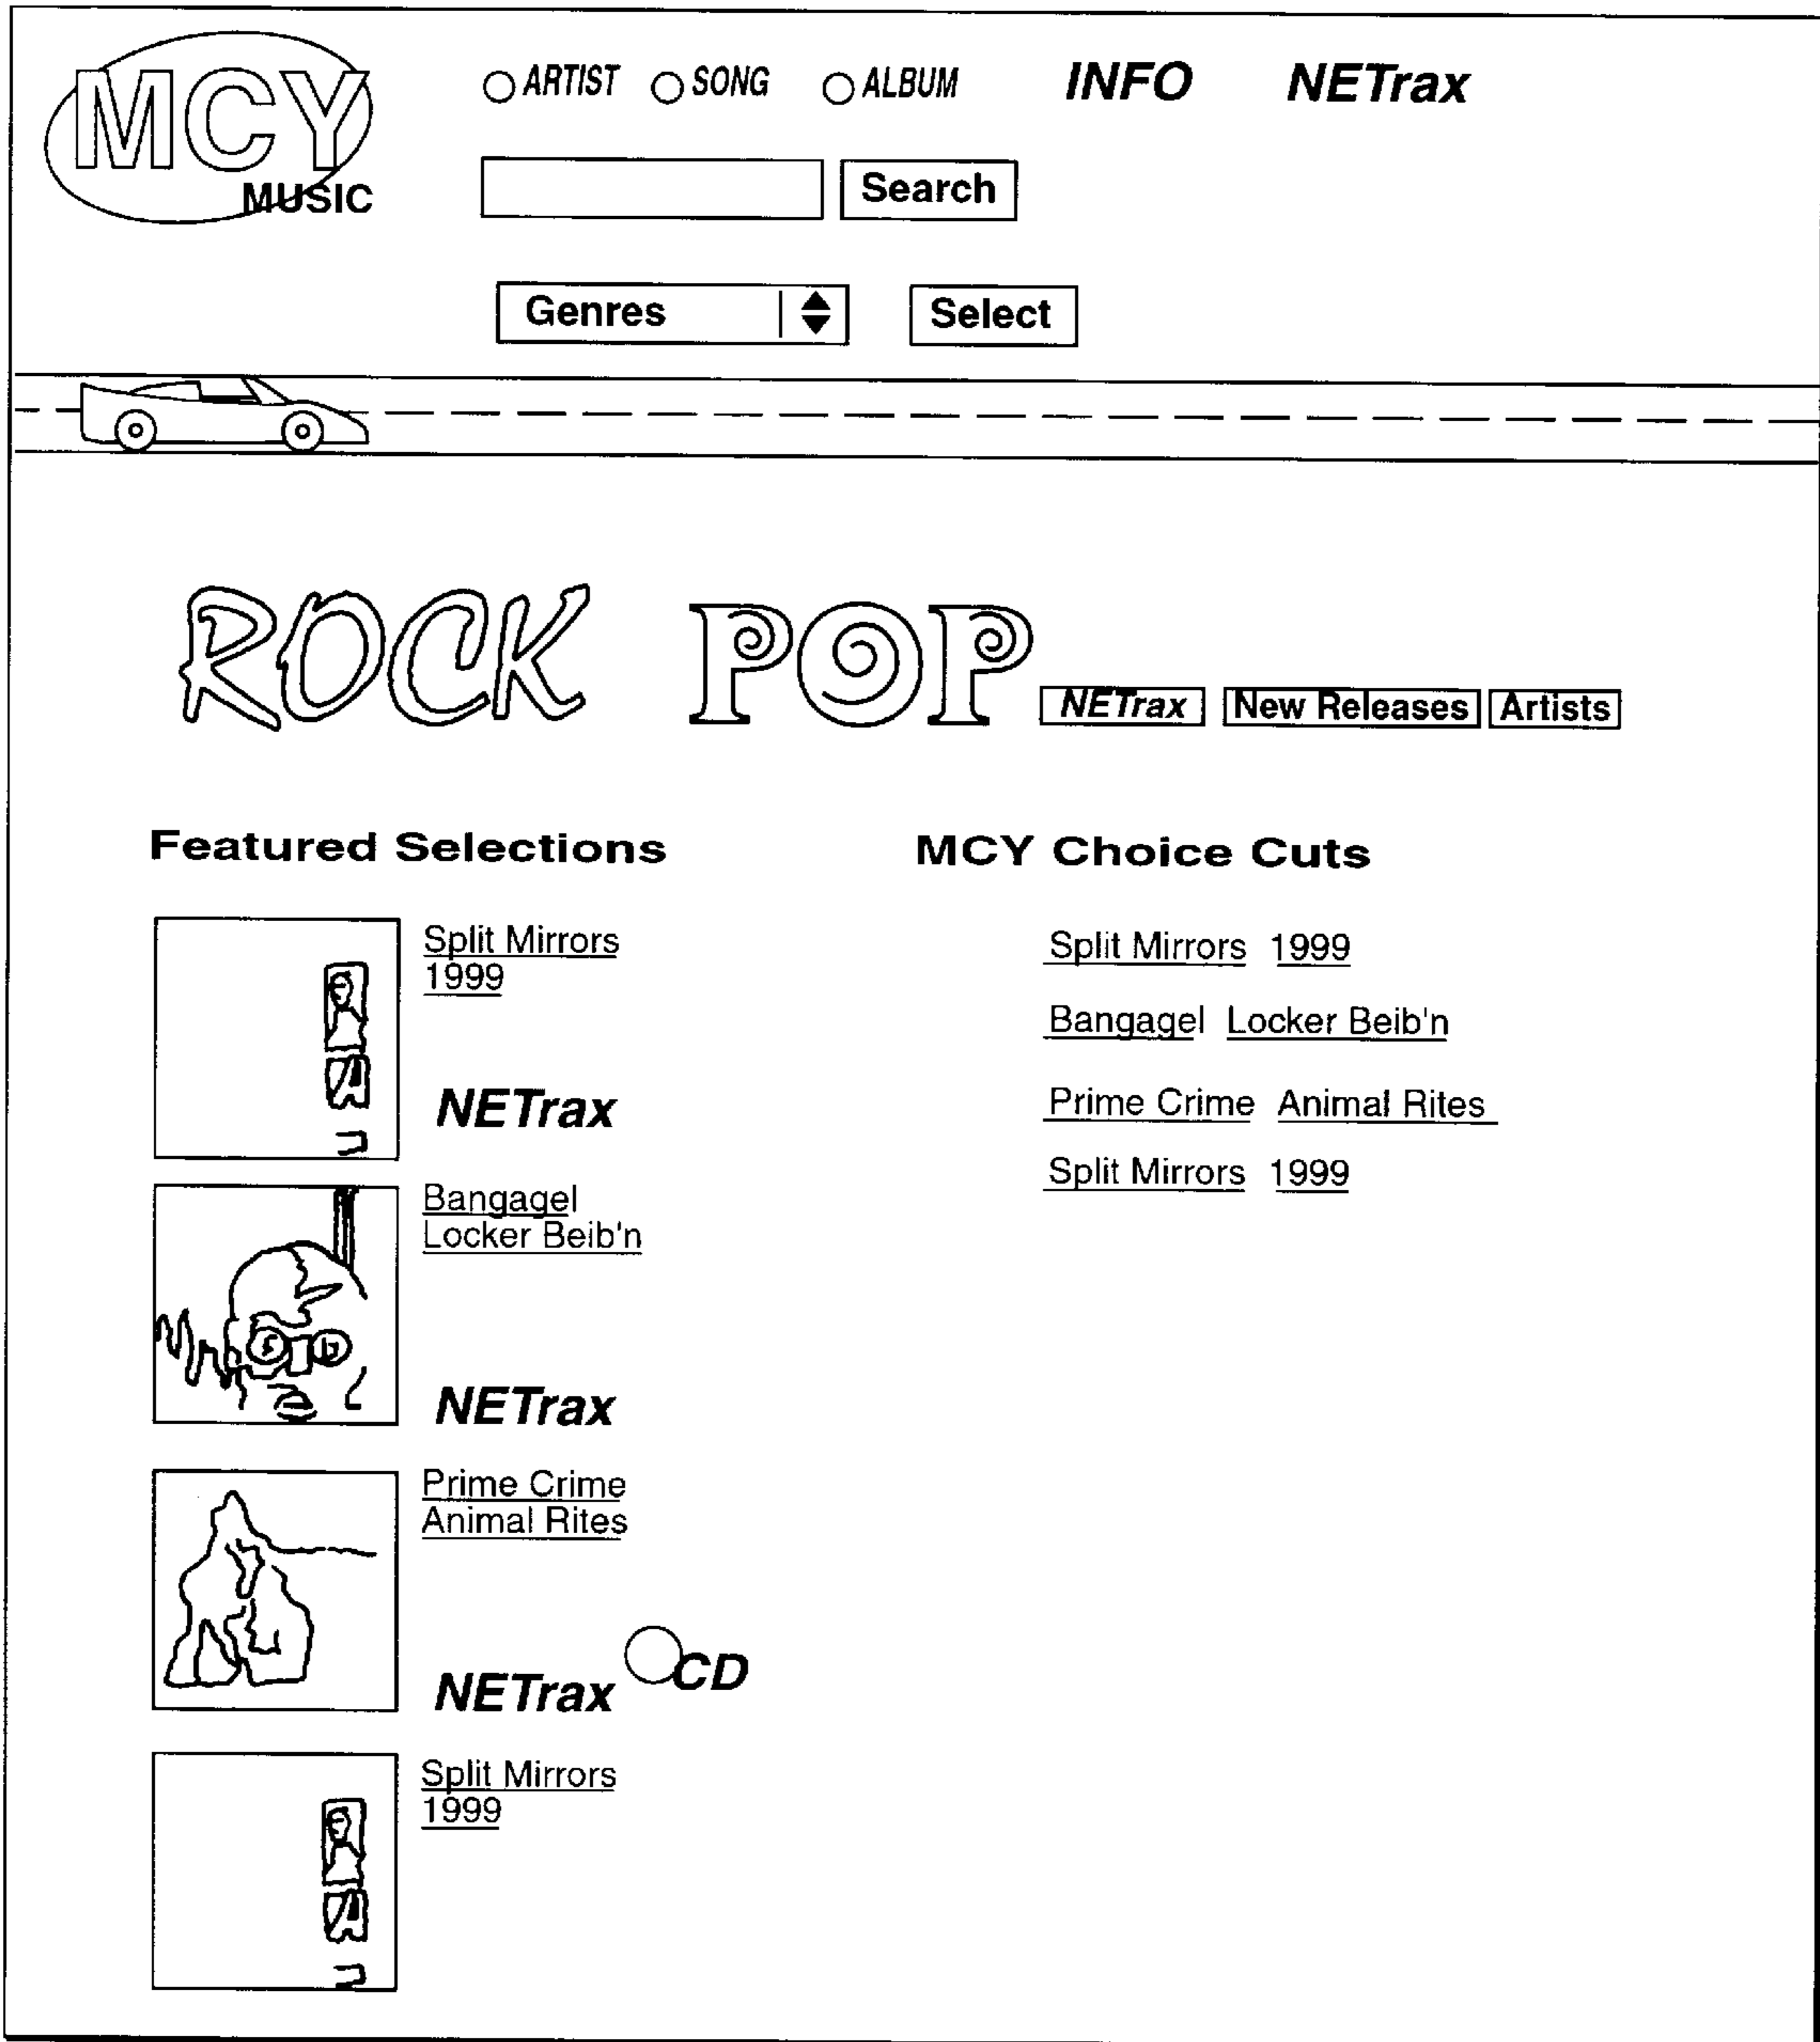 MCY
MUSIC
ARTIST SONG ALBUM INFO NETrax
Search
Genres Select
ROCK POP NETrax New Releases Artists
Featured Selections
Split Mirrors
1999
NETrax
Bangagel
Locker Beib'n
NETrax
Prime Crime
Animal Rites
NETrax CD
Split Mirrors
1999
MCY Choice Cuts
Split Mirrors 1999
Bangagel Locker Beib'n
Prime Crime Animal Rites
Split Mirrors 1999